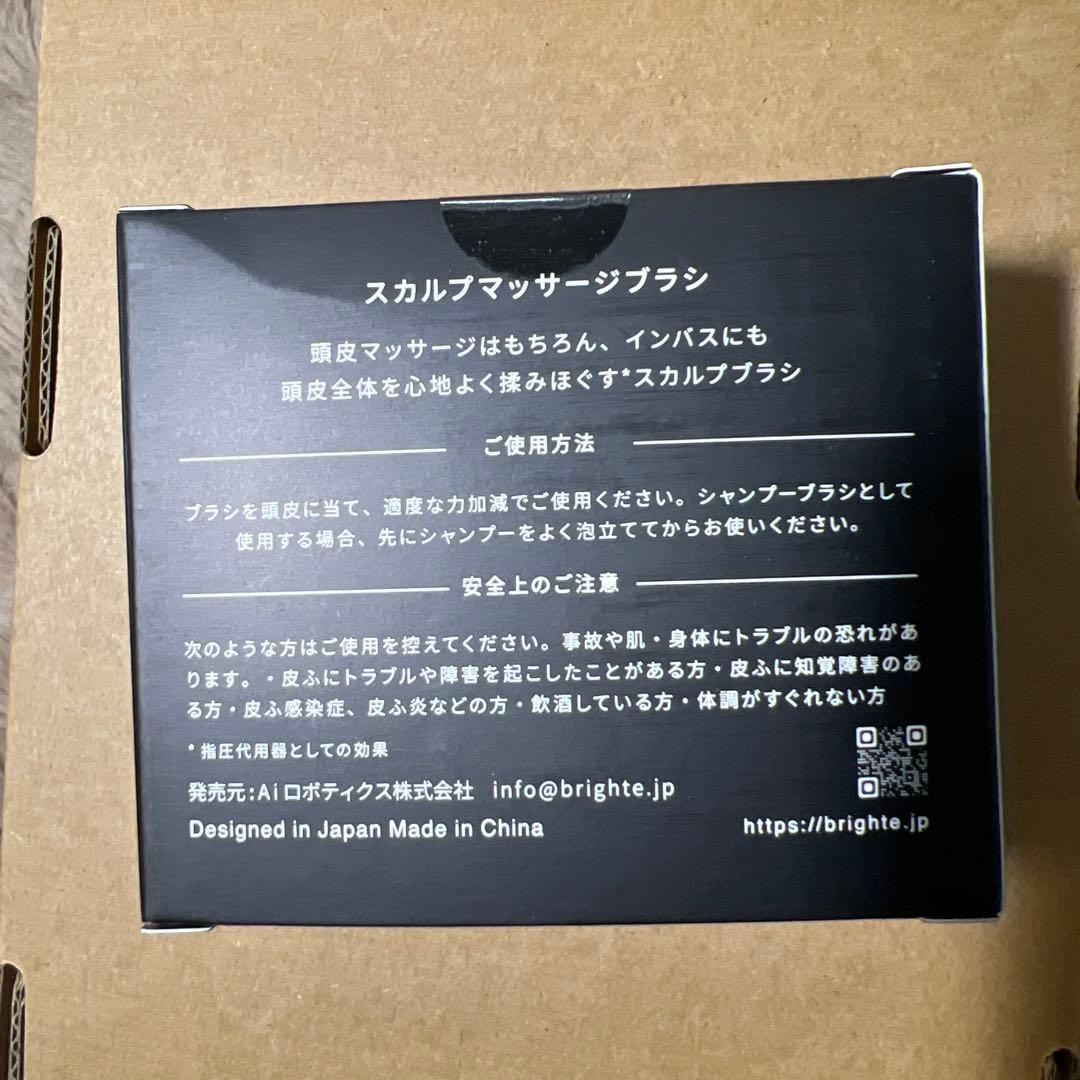 スカルプマッサージブラシ
頭皮マッサージはもちろん、インバスにも
頭皮全体を心地よく揉みほぐす*スカルプブラシ
ご使用方法
ブラシを頭皮に当て、適度な力加減でご使用ください。シャンプーブラシとして
使用する場合、先にシャンプーをよく泡立ててからお使いください。
安全上のご注意
次のような方はご使用を控えてください。事故や肌・身体にトラブルの恐れがあ
ります。・皮ふにトラブルや障害を起こしたことがある方・皮ふに知覚障害のあ
る方・皮ふ感染症、皮ふ炎などの方・飲酒している方・体調がすぐれない方
* 指圧代用器としての効果
発売元:Aiロボティクス株式会社 info@brighte.jp
Designed in Japan Made in China
https://brighte.jp